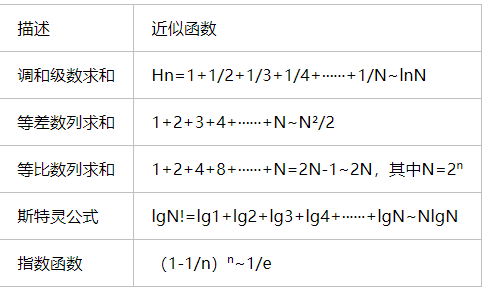 描述 近似函数
调和级数求和 Hn=1+1/2+1/3+1/4+······+1/N~lnN
等差数列求和 1+2+3+4+······+N~N²/2
等比数列求和 1+2+4+8+······+N=2N-1~2N，其中N=2ⁿ
斯特灵公式 lgN!=lg1+lg2+lg3+lg4+······+lgN~NlgN
指数函数 （1-1/n）ⁿ~1/e